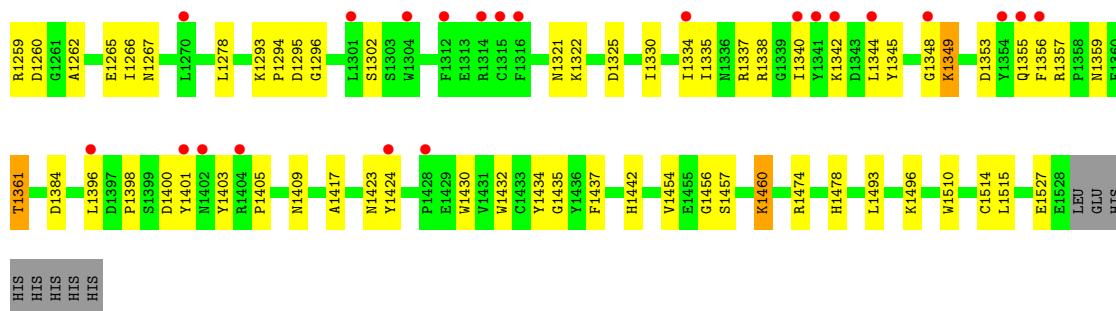 R1259 D1260 G1261 A1262 E1265 I1266 N1267 L1270 L1278 K1293 P1294 D1295 G1296 L1301 S1302 S1303 W1304 F1312 E1313 R1314 C1315 F1316 N1321 K1322 D1325 I1330 I1334 I1335 N1336 R1337 R1338 G1339 I1340 Y1341 K1342 D1343 L1344 Y1345 G1348 K1349 D1353 Y1354 Q1355 F1356 R1357 P1358 N1359 E1360
T1361 D1384 L1396 D1397 P1398 S1399 D1400 Y1401 N1402 Y1403 R1404 P1405 N1409 A1417 N1423 Y1424 P1428 E1429 W1430 V1431 W1432 C1433 Y1434 G1435 Y1436 F1437 H1442 V1454 E1455 G1456 S1457 K1460 R1474 H1478 L1493 K1496 W1510 C1514 L1515 E1527 E1528 LEU GLU HIS
HIS HIS HIS HIS HIS